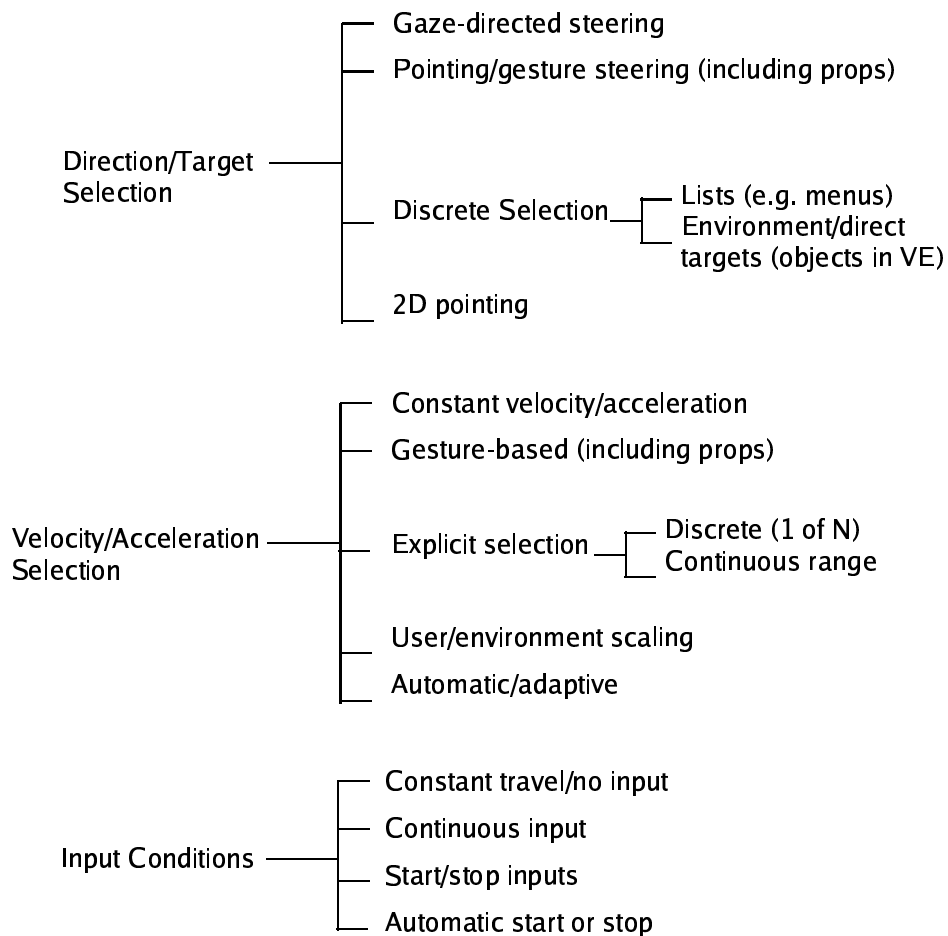 Gaze-directed steering
Pointing/gesture steering (including props)
Direction/Target
Selection
Discrete Selection
Lists (e.g. menus)
Environment/direct
targets (objects in VE)
2D pointing
Constant velocity/acceleration
Gesture-based (including props)
Velocity/Acceleration
Selection
Explicit selection
Discrete (1 of N)
Continuous range
User/environment scaling
Automatic/adaptive
Constant travel/no input
Continuous input
Input Conditions
Start/stop inputs
Automatic start or stop